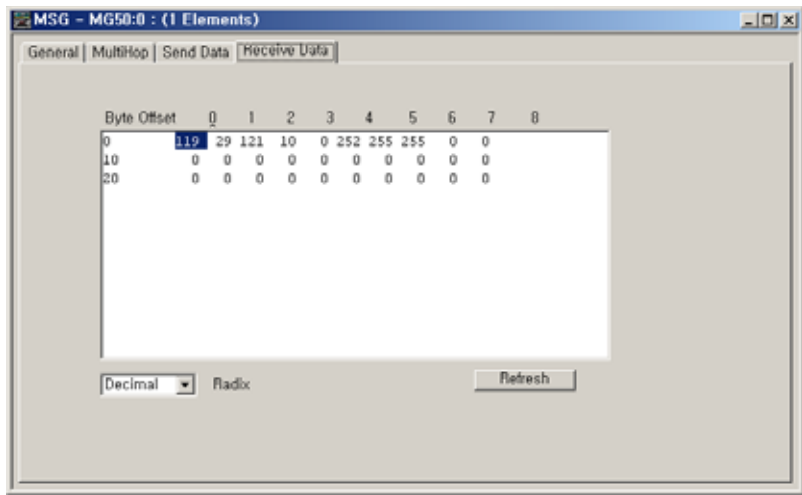 MSG - MG50:0 : (1 Elements)
General MultiHop Send Data Receive Data
Byte Offset 0 1 2 3 4 5 6 7 8
0 119 29 121 10 0 252 255 255 0 0
10 0 0 0 0 0 0 0 0 0 0
20 0 0 0 0 0 0 0 0 0 0
Decimal Radix Refresh